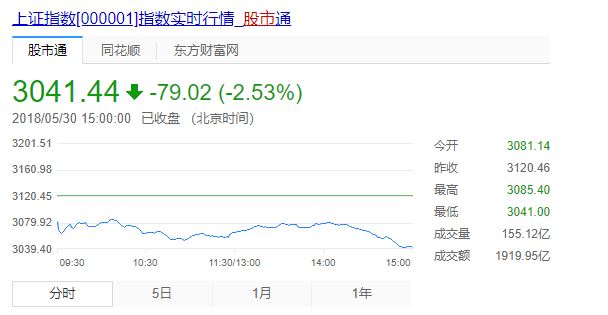 上证指数[000001]指数实时行情_股市通
股市通 同花顺 东方财富网
3041.44 -79.02 (-2.53%)
2018/05/30 15:00:00 已收盘 (北京时间)
3201.51
3160.98
3120.45
3079.92
3039.40
09:30 10:30 11:30/13:00 14:00 15:00
今开 3081.14
昨收 3120.46
最高 3085.40
最低 3041.00
成交量 155.12亿
成交额 1919.95亿
分时 5日 1月 1年